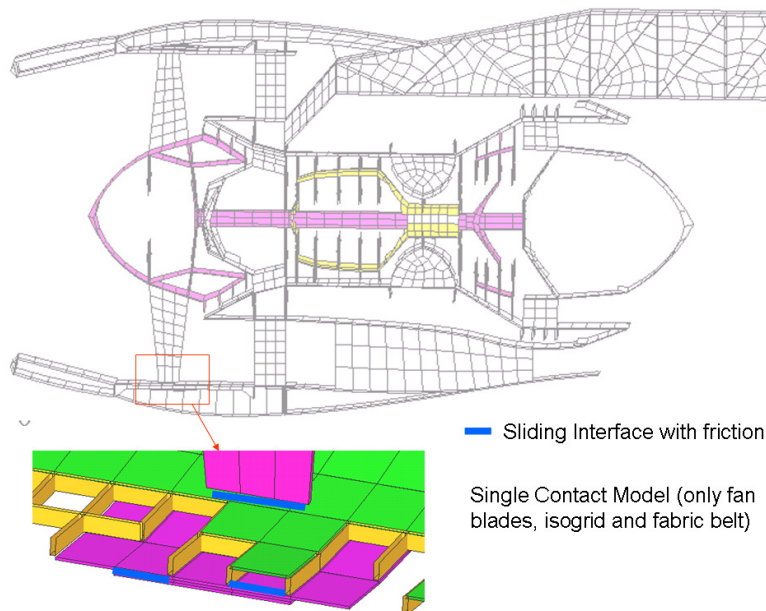 Sliding Interface with friction
Single Contact Model (only fan
blades, isogrid and fabric belt)